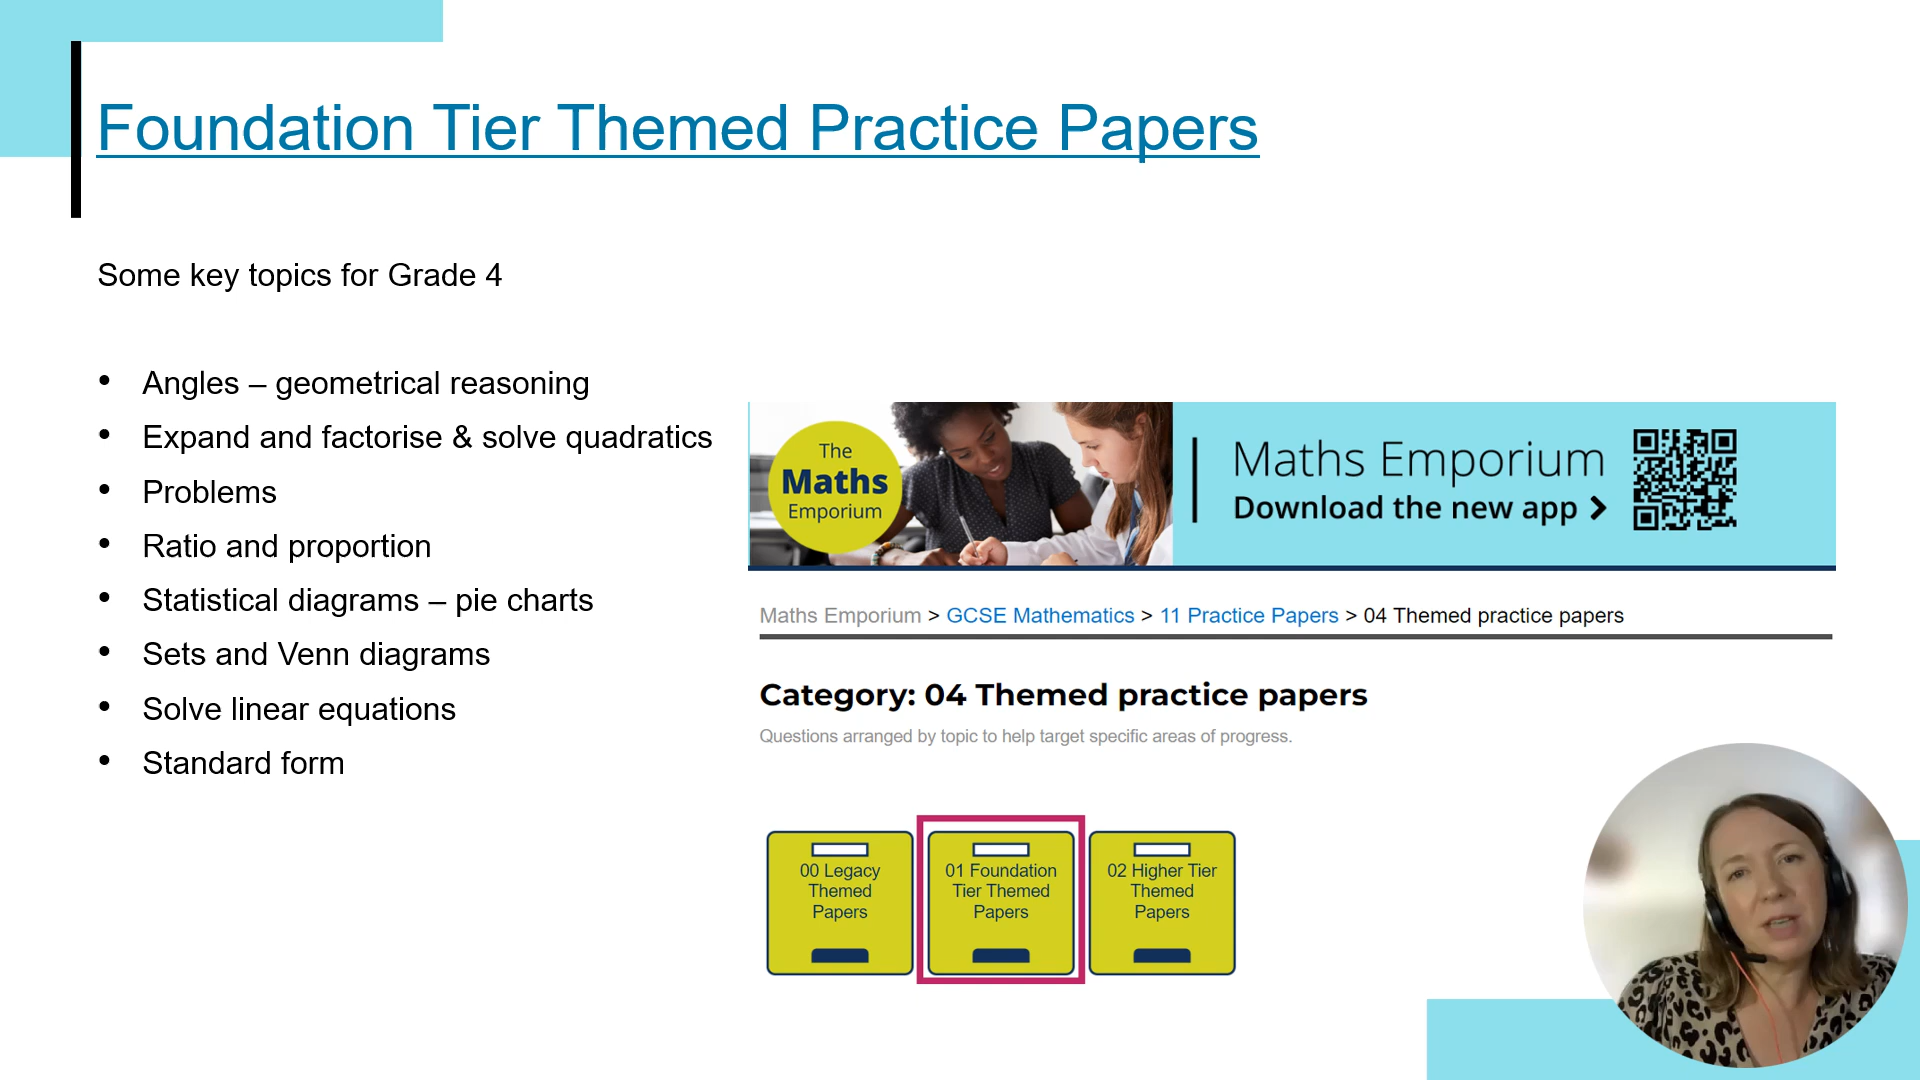 Foundation Tier Themed Practice Papers
Some key topics for Grade 4
• Angles – geometrical reasoning
• Expand and factorise & solve quadratics
• Problems
• Ratio and proportion
• Statistical diagrams – pie charts
• Sets and Venn diagrams
• Solve linear equations
• Standard form
The
Maths
Emporium
Maths Emporium
Download the new app >
Maths Emporium > GCSE Mathematics > 11 Practice Papers > 04 Themed practice papers
Category: 04 Themed practice papers
Questions arranged by topic to help target specific areas of progress.
00 Legacy
Themed
Papers
01 Foundation
Tier Themed
Papers
02 Higher Tier
Themed
Papers